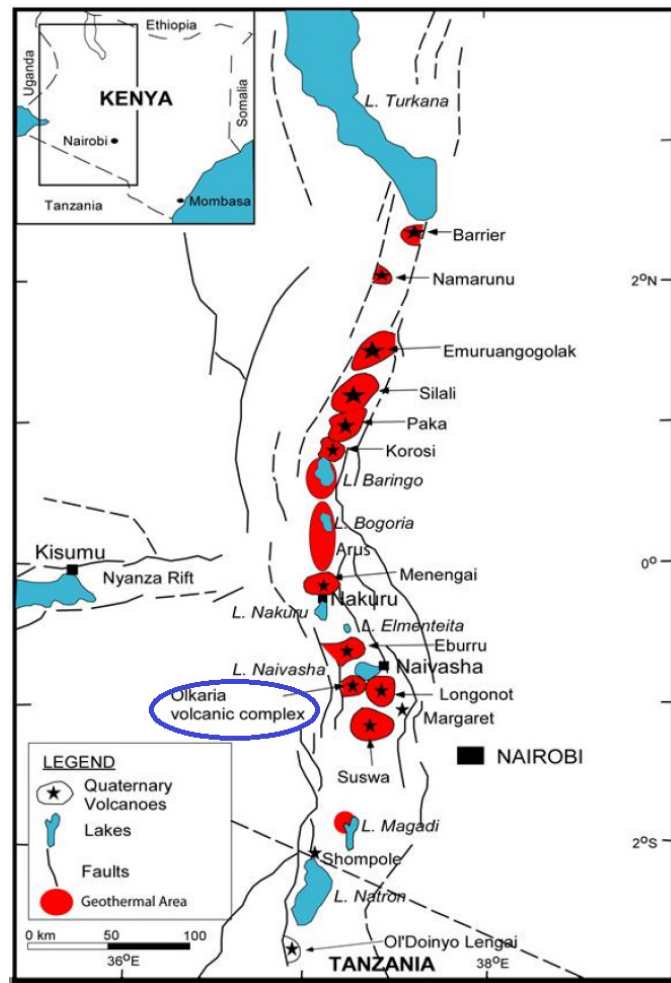 Ethiopia
Uganda
KENYA
Somalia
Nairobi
Tanzania
Mombasa
L. Turkana
Barrier
Namarunu
2°N
Emuruangogolak
Silali
Paka
Korosi
L. Baringo
L. Bogoria
Arus
Kisumu
Nyanza Rift
0°
Menengai
Nakuru
L. Nakuru
L. Elmenteita
Eburru
L. Naivasha
Naivasha
Olkaria
volcanic complex
Longonot
Margaret
NAIROBI
Suswa
LEGEND
Quaternary
Volcanoes
Lakes
Faults
Geothermal Area
0 km 50 100
L. Magadi
2°S
Shompole
L. Natron
Ol'Doinyo Lengai
TANZANIA
36°
38°